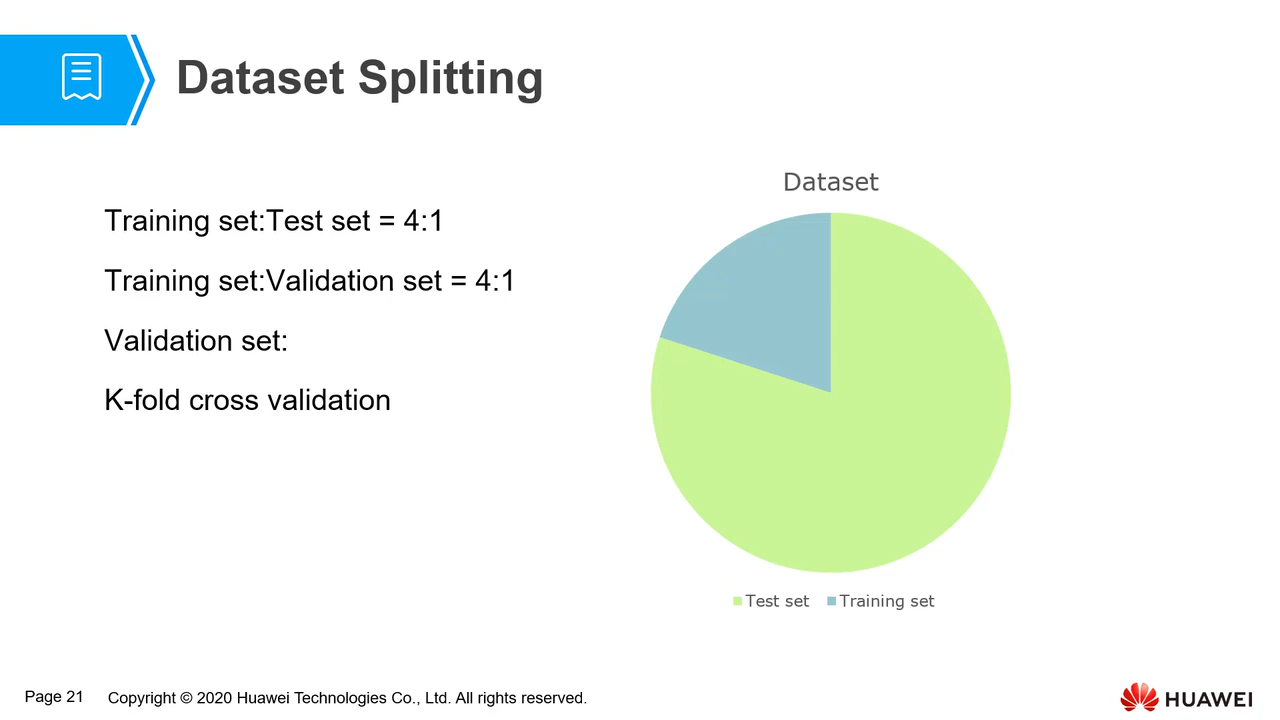 Dataset Splitting
Training set:Test set = 4:1
Training set:Validation set = 4:1
Validation set:
K-fold cross validation
Dataset
Test set
Training set
Page 21
Copyright © 2020 Huawei Technologies Co., Ltd. All rights reserved.
HUAWEI